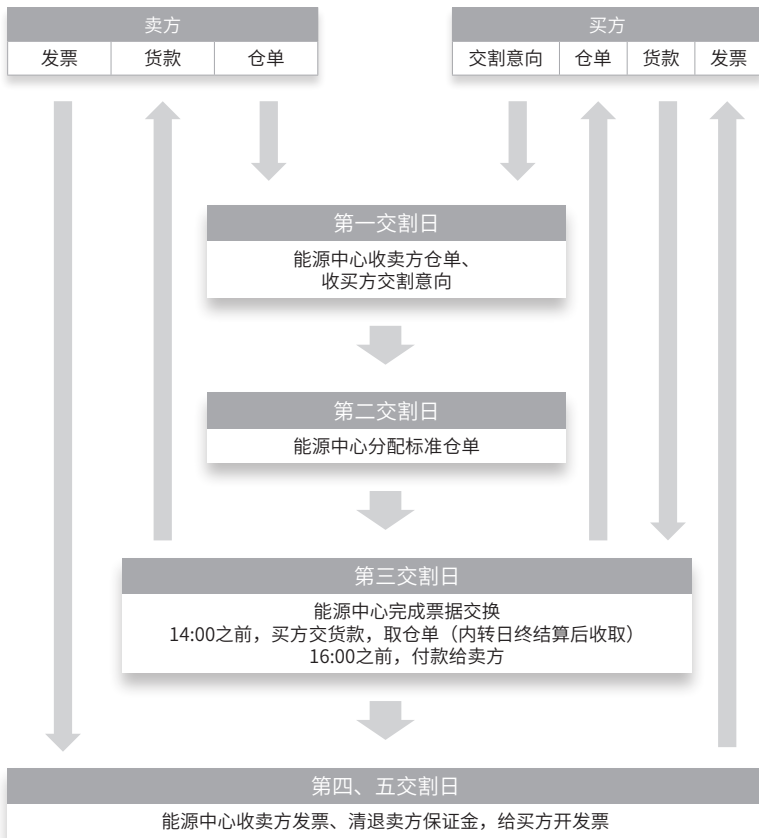 卖方
发票 货款 仓单
买方
交割意向 仓单 货款 发票
第一交割日
能源中心收卖方仓单、
收买方交割意向
第二交割日
能源中心分配标准仓单
第三交割日
能源中心完成票据交换
14:00之前，买方交货款，取仓单（内转日终结算后收取）
16:00之前，付款给卖方
第四、五交割日
能源中心收卖方发票、清退卖方保证金，给买方开发票